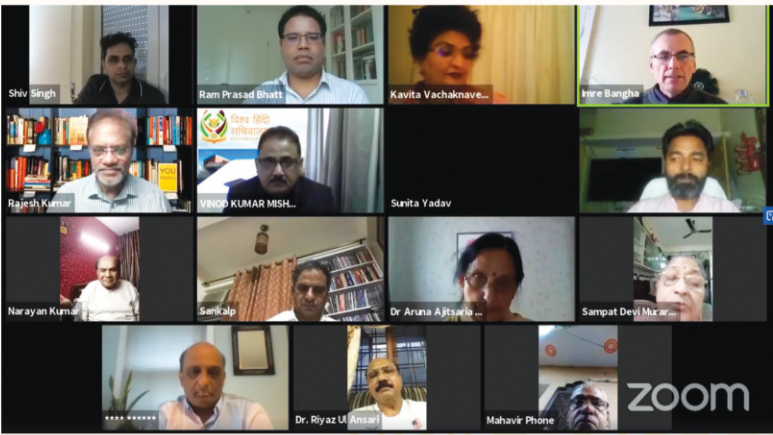 Shiv Singh
Ram Prasad Bhatt
Kavita Vachaknave...
Imre Bangha
विश्व हिंदी
सचिवालय
YOU
Rajesh Kumar
VINOD KUMAR MISH...
Sunita Yadav
Narayan Kumar
Sankalp
Dr Aruna Ajitsaria ...
Sampat Devi Murar...
**** ******
Dr. Riyaz Ul Ansari
Mahavir Phone
zoom